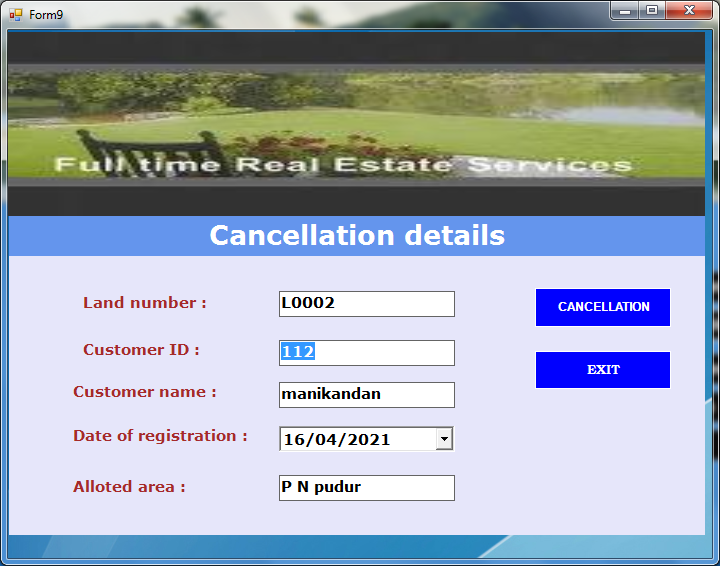 Form9
Full time Real Estate Services
Cancellation details
Land number : L0002
CANCELLATION
Customer ID : 112
EXIT
Customer name : manikandan
Date of registration : 16/04/2021
Alloted area : P N pudur